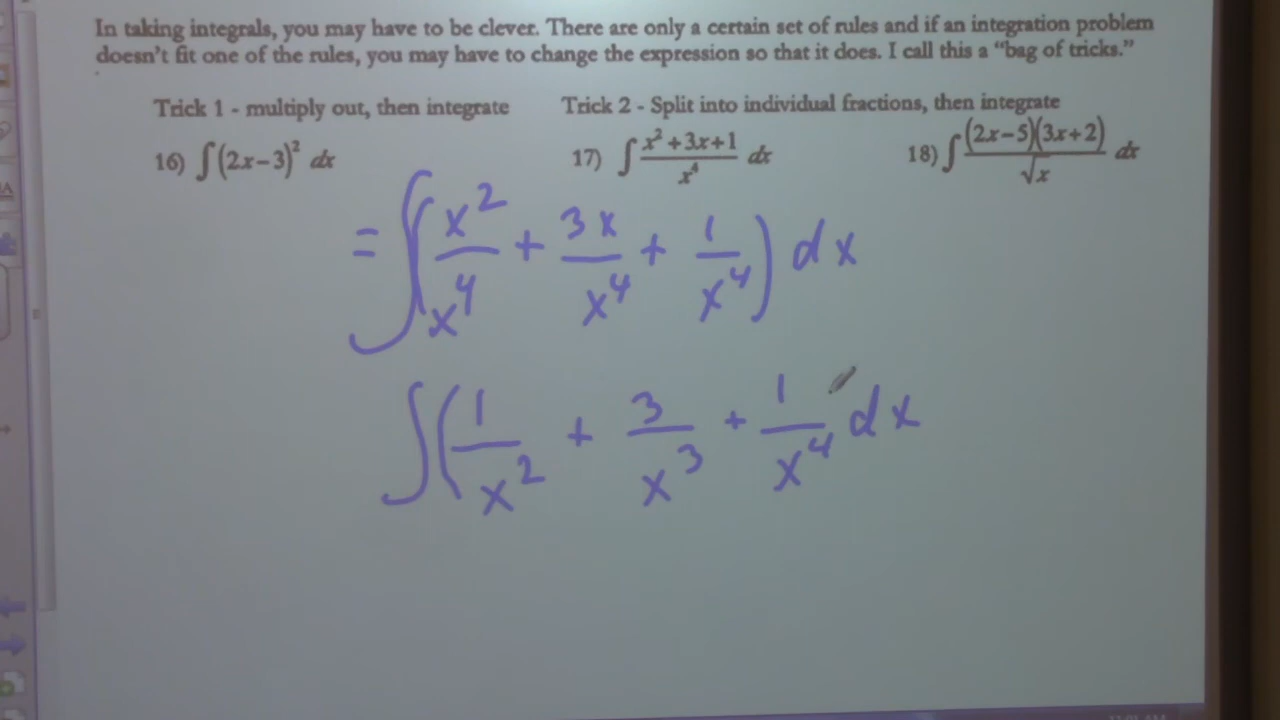 In taking integrals, you may have to be clever. There are only a certain set of rules and if an integration problem
doesn't fit one of the rules, you may have to change the expression so that it does. I call this a "bag of tricks."
Trick 1 - multiply out, then integrate
Trick 2 - Split into individual fractions, then integrate
16) ∫(2x−3)² dx
17) ∫ (x²+3x+1)/x⁴ dx
18) ∫ (2x−5)(3x+2)/√x dx
= ∫(x²/x⁴ + 3x/x⁴ + 1/x⁴) dx
∫(1/x² + 3/x³ + 1/x⁴ dx